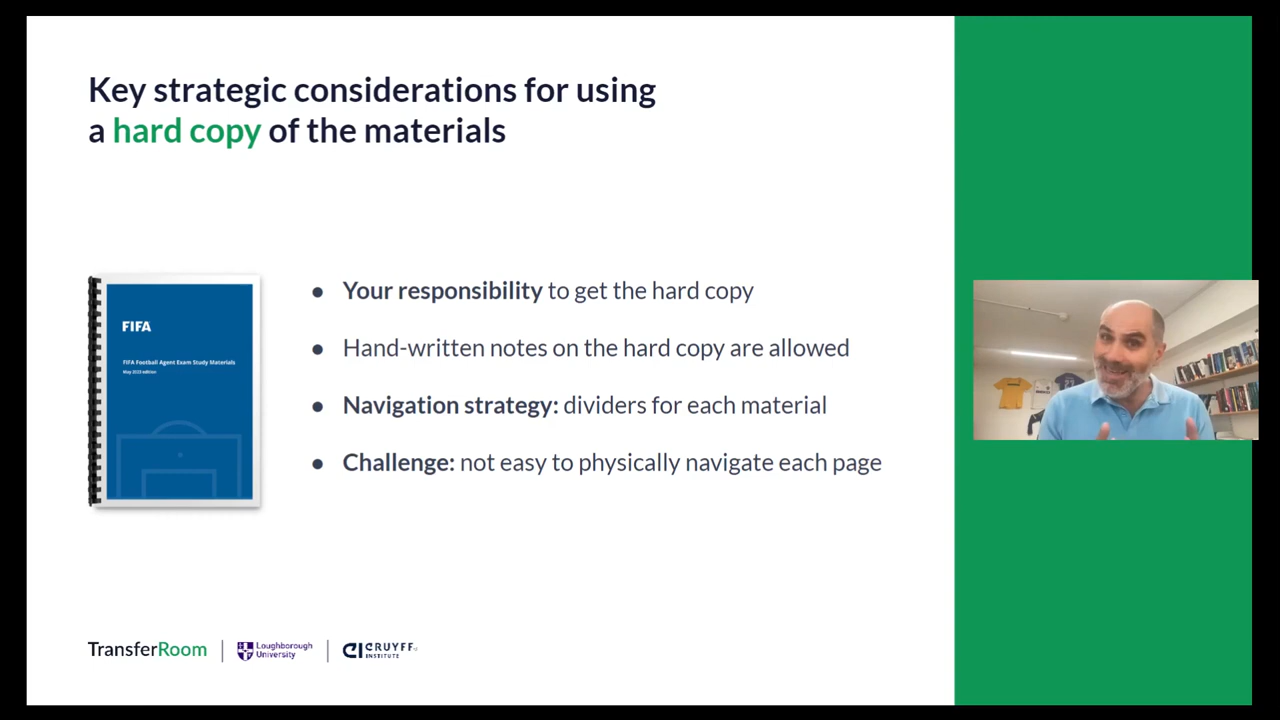 Key strategic considerations for using
a hard copy of the materials
FIFA
FIFA Football Agent Exam Study Materials
May 2025 edition
● Your responsibility to get the hard copy
● Hand-written notes on the hard copy are allowed
● Navigation strategy: dividers for each material
● Challenge: not easy to physically navigate each page
TransferRoom
Loughborough
University
CRUYFF
INSTITUTE